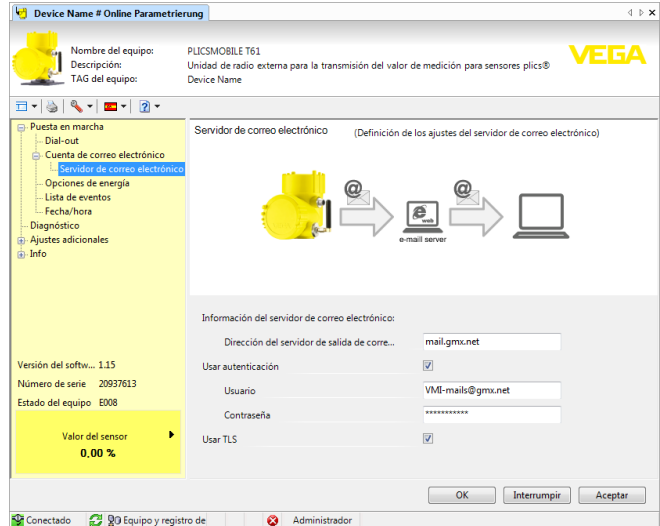 Device Name # Online Parametrierung
Nombre del equipo: PLICSMOBILE T61
Descripción: Unidad de radio externa para la transmisión del valor de medición para sensores plics®
TAG del equipo: Device Name
VEGA
Puesta en marcha
Dial-out
Cuenta de correo electrónico
Servidor de correo electrónico
Opciones de energía
Lista de eventos
Fecha/hora
Diagnóstico
Ajustes adicionales
Info
Versión del softw... 1.15
Número de serie 20937613
Estado del equipo E008
Valor del sensor
0,00 %
Servidor de correo electrónico (Definición de los ajustes del servidor de correo electrónico)
@ @
e web
e-mail server
Información del servidor de correo electrónico:
Dirección del servidor de salida de corre... mail.gmx.net
Usar autenticación
Usuario VMI-mails@gmx.net
Contraseña ***********
Usar TLS
OK Interrumpir Aceptar
Conectado Equipo y registro de Administrador